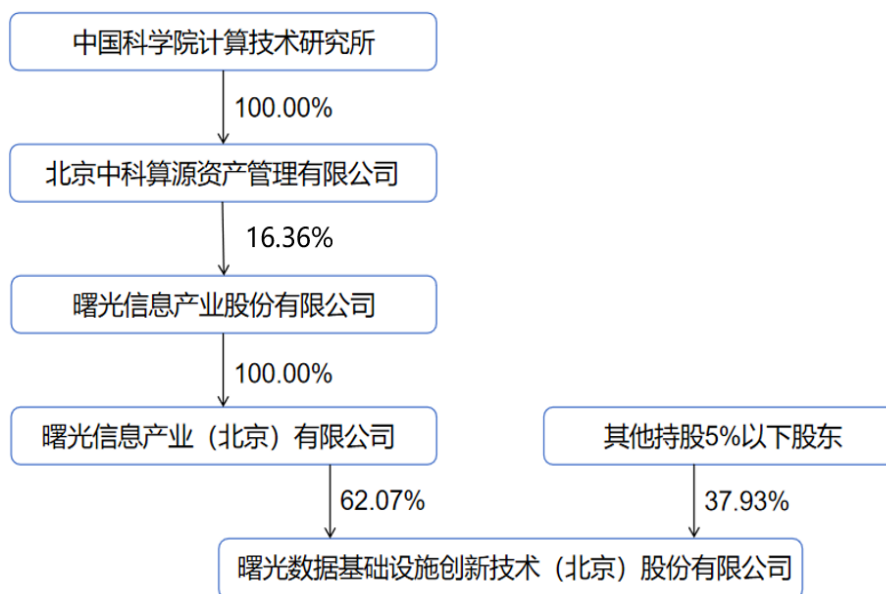 中国科学院计算技术研究所
100.00%
北京中科算源资产管理有限公司
16.36%
曙光信息产业股份有限公司
100.00%
曙光信息产业（北京）有限公司
其他持股5%以下股东
62.07%
37.93%
曙光数据基础设施创新技术（北京）股份有限公司